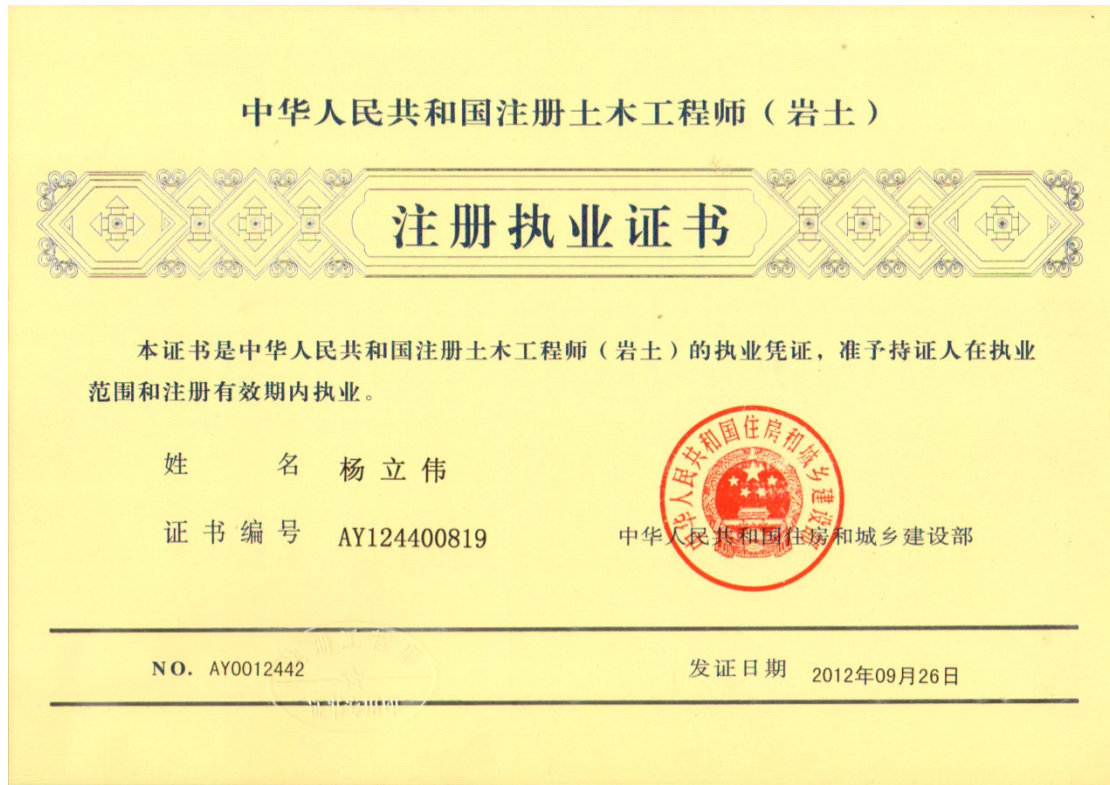 中华人民共和国注册土木工程师（岩土）
注册执业证书
本证书是中华人民共和国注册土木工程师（岩土）的执业凭证，准予持证人在执业
范围和注册有效期内执业。
姓 名 杨立伟
中华人民共和国住房和城乡建设部
证书编号 AY124400819
中华人民共和国住房和城乡建设部
NO. AY0012442
发证日期 2012年09月26日